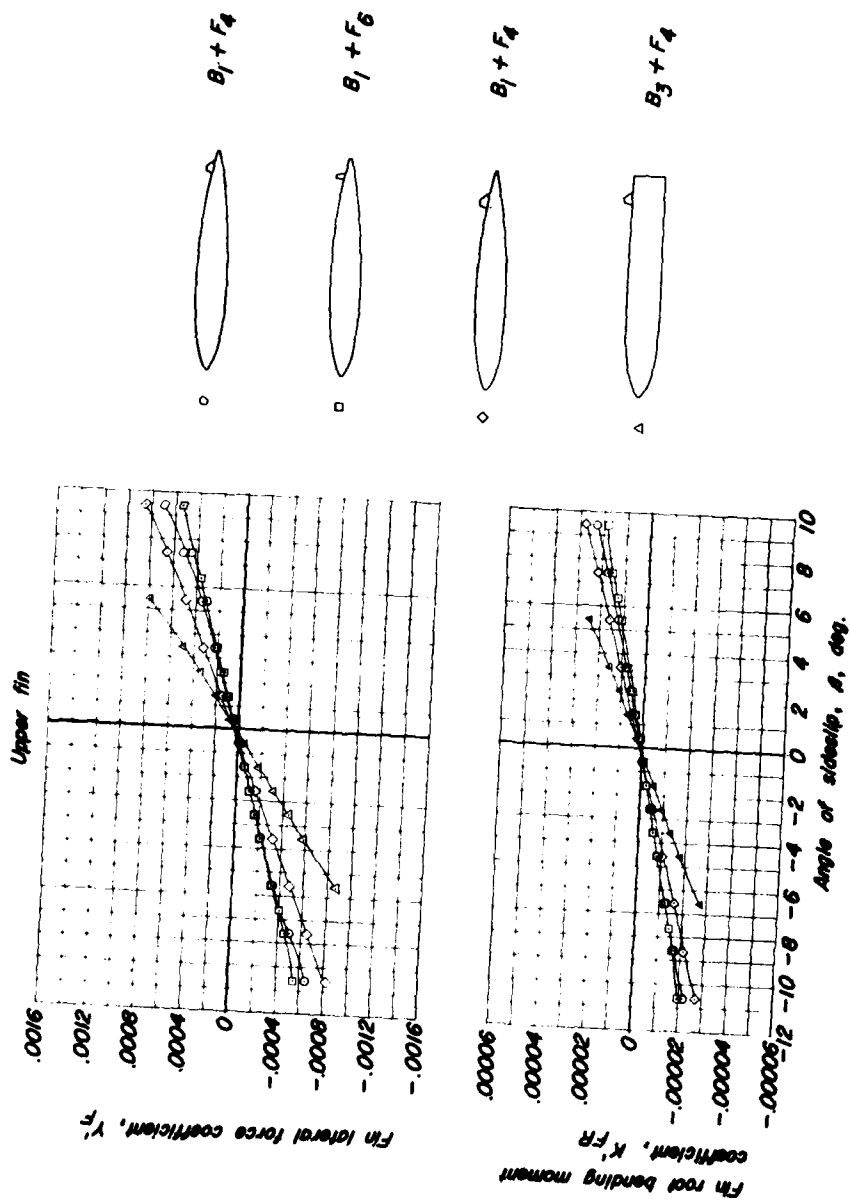 Upper fin
.0016
.0012
.0008
.0004
0
-.0004
-.0008
-.0012
-.0016
Fin lateral force coefficient, Y'F
.00006
.00004
.00002
0
-.00002
-.00004
-.00006
Fin root bending moment
coefficient, K'FR
-12 -10 -8 -6 -4 -2 0 2 4 6 8 10
Angle of sideslip, β, deg.
B1 + F4
B1 + F6
B1 + F4
B3 + F4